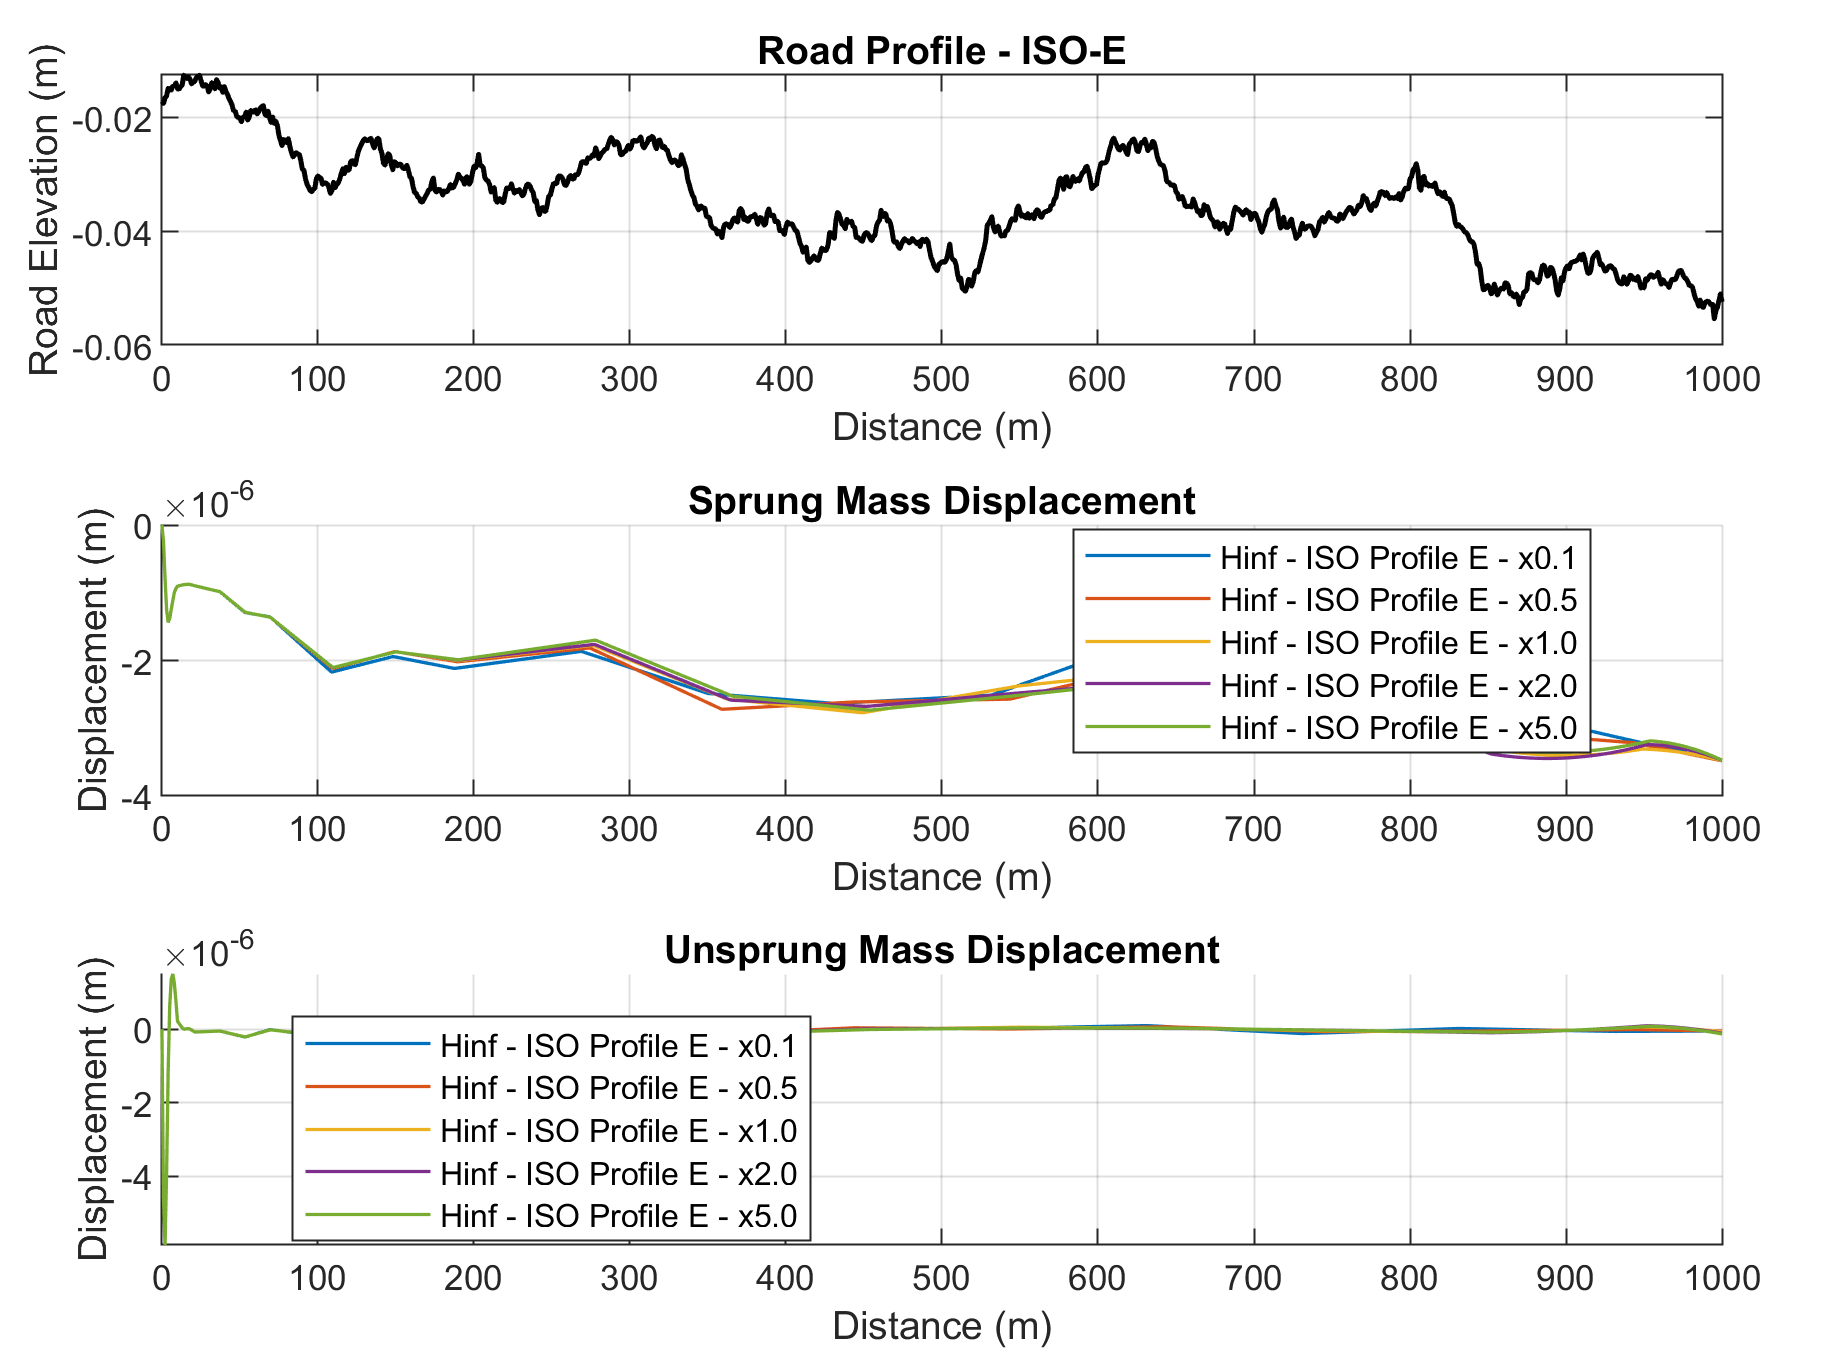 Road Profile - ISO-E
Road Elevation (m)
-0.02
-0.04
-0.06
0 100 200 300 400 500 600 700 800 900 1000
Distance (m)
×10-6
Sprung Mass Displacement
Displacement (m)
0
-2
-4
Hinf - ISO Profile E - x0.1
Hinf - ISO Profile E - x0.5
Hinf - ISO Profile E - x1.0
Hinf - ISO Profile E - x2.0
Hinf - ISO Profile E - x5.0
0 100 200 300 400 500 600 700 800 900 1000
Distance (m)
×10-6
Unsprung Mass Displacement
Displacement (m)
0
-2
-4
Hinf - ISO Profile E - x0.1
Hinf - ISO Profile E - x0.5
Hinf - ISO Profile E - x1.0
Hinf - ISO Profile E - x2.0
Hinf - ISO Profile E - x5.0
0 100 200 300 400 500 600 700 800 900 1000
Distance (m)